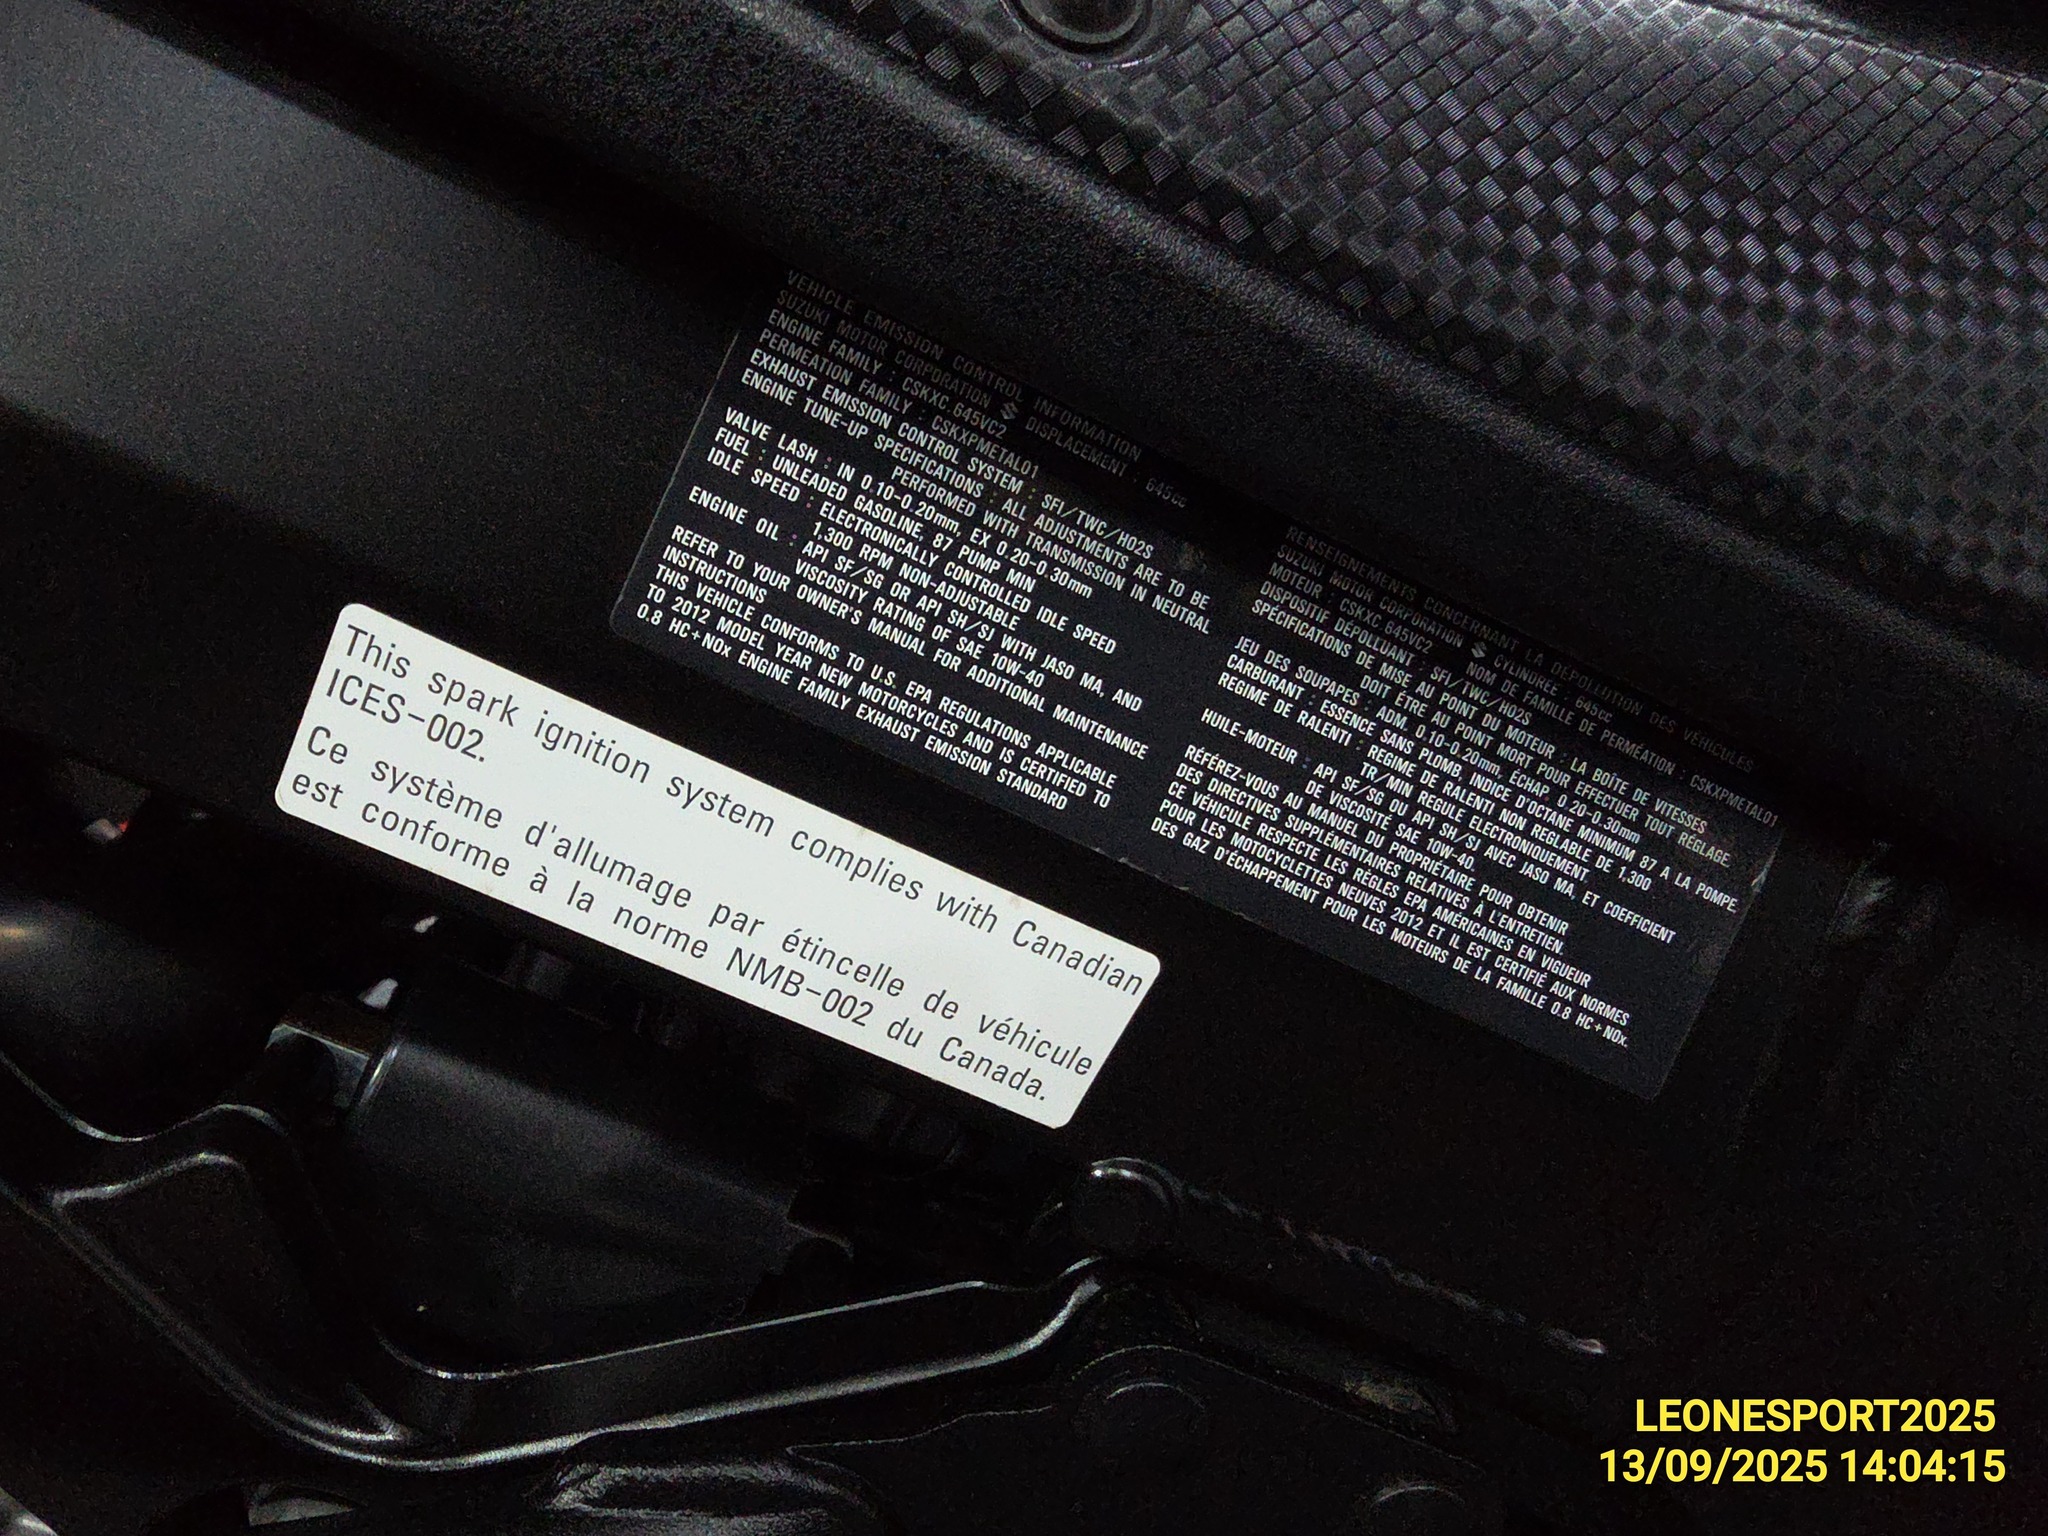 VEHICLE EMISSION CONTROL INFORMATION
SUZUKI MOTOR CORPORATION
ENGINE FAMILY : CSKXC.645VC2 DISPLACEMENT : 645cc
PERMEATION FAMILY : CSKXPMETAL01
EXHAUST EMISSION CONTROL SYSTEM : SFI/TWC/HO2S
ENGINE TUNE-UP SPECIFICATIONS : ALL ADJUSTMENTS ARE TO BE
PERFORMED WITH TRANSMISSION IN NEUTRAL
VALVE LASH : IN 0.10-0.20mm, EX 0.20-0.30mm
FUEL : UNLEADED GASOLINE, 87 PUMP MIN
IDLE SPEED : ELECTRONICALLY CONTROLLED IDLE SPEED
1,300 RPM NON-ADJUSTABLE
ENGINE OIL : API SF/SG OR API SH/SJ WITH JASO MA, AND
VISCOSITY RATING OF SAE 10W-40
REFER TO YOUR OWNER'S MANUAL FOR ADDITIONAL MAINTENANCE
INSTRUCTIONS
THIS VEHICLE CONFORMS TO U.S. EPA REGULATIONS APPLICABLE
TO 2012 MODEL YEAR NEW MOTORCYCLES AND IS CERTIFIED TO
0.8 HC+NOx ENGINE FAMILY EXHAUST EMISSION STANDARD
RENSEIGNEMENTS CONCERNANT LA DÉPOLLUTION DES VÉHICULES
SUZUKI MOTOR CORPORATION CYLINDRÉE : 645cc
MOTEUR : CSKXC.645VC2 NOM DE FAMILLE DE PERMÉATION : CSKXPMETAL01
DISPOSITIF DÉPOLLUANT : SFI/TWC/HO2S
SPÉCIFICATIONS DE MISE AU POINT DU MOTEUR : LA BOÎTE DE VITESSES
DOIT ÊTRE AU POINT MORT POUR EFFECTUER TOUT RÉGLAGE
JEU DES SOUPAPES : ADM. 0.10-0.20mm, ÉCHAP. 0.20-0.30mm
CARBURANT : ESSENCE SANS PLOMB, INDICE D'OCTANE MINIMUM 87 A LA POMPE.
REGIME DE RALENTI : REGIME DE RALENTI NON REGLABLE DE 1,300
TR/MIN REGULE ELECTRONIQUEMENT.
HUILE-MOTEUR : API SF/SG OU API SH/SJ AVEC JASO MA, ET COEFFICIENT
DE VISCOSITÉ SAE 10W-40
RÉFÉREZ-VOUS AU MANUEL DU PROPRIÉTAIRE POUR OBTENIR
DES DIRECTIVES SUPPLÉMENTAIRES RELATIVES À L'ENTRETIEN.
CE VÉHICULE RESPECTE LES RÈGLES EPA AMÉRICAINES EN VIGUEUR
POUR LES MOTOCYCLETTES NEUVES 2012 ET IL EST CERTIFIÉ AUX NORMES
DES GAZ D'ÉCHAPPEMENT POUR LES MOTEURS DE LA FAMILLE 0.8 HC+NOx.
This spark ignition system complies with Canadian
ICES-002.
Ce système d'allumage par étincelle de véhicule
est conforme à la norme NMB-002 du Canada.
LEONESPORT2025
13/09/2025 14:04:15